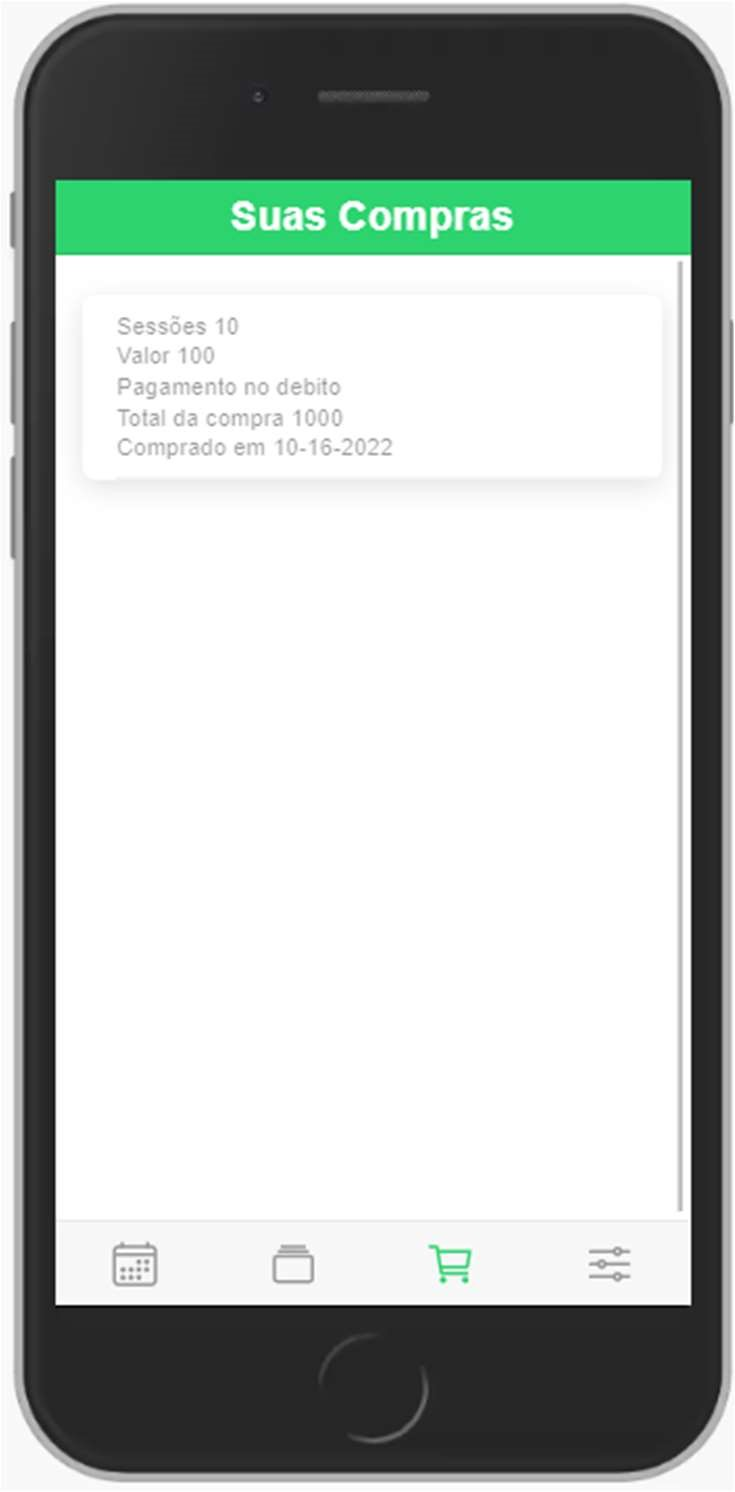 Suas Compras
Sessões 10
Valor 100
Pagamento no debito
Total da compra 1000
Comprado em 10-16-2022